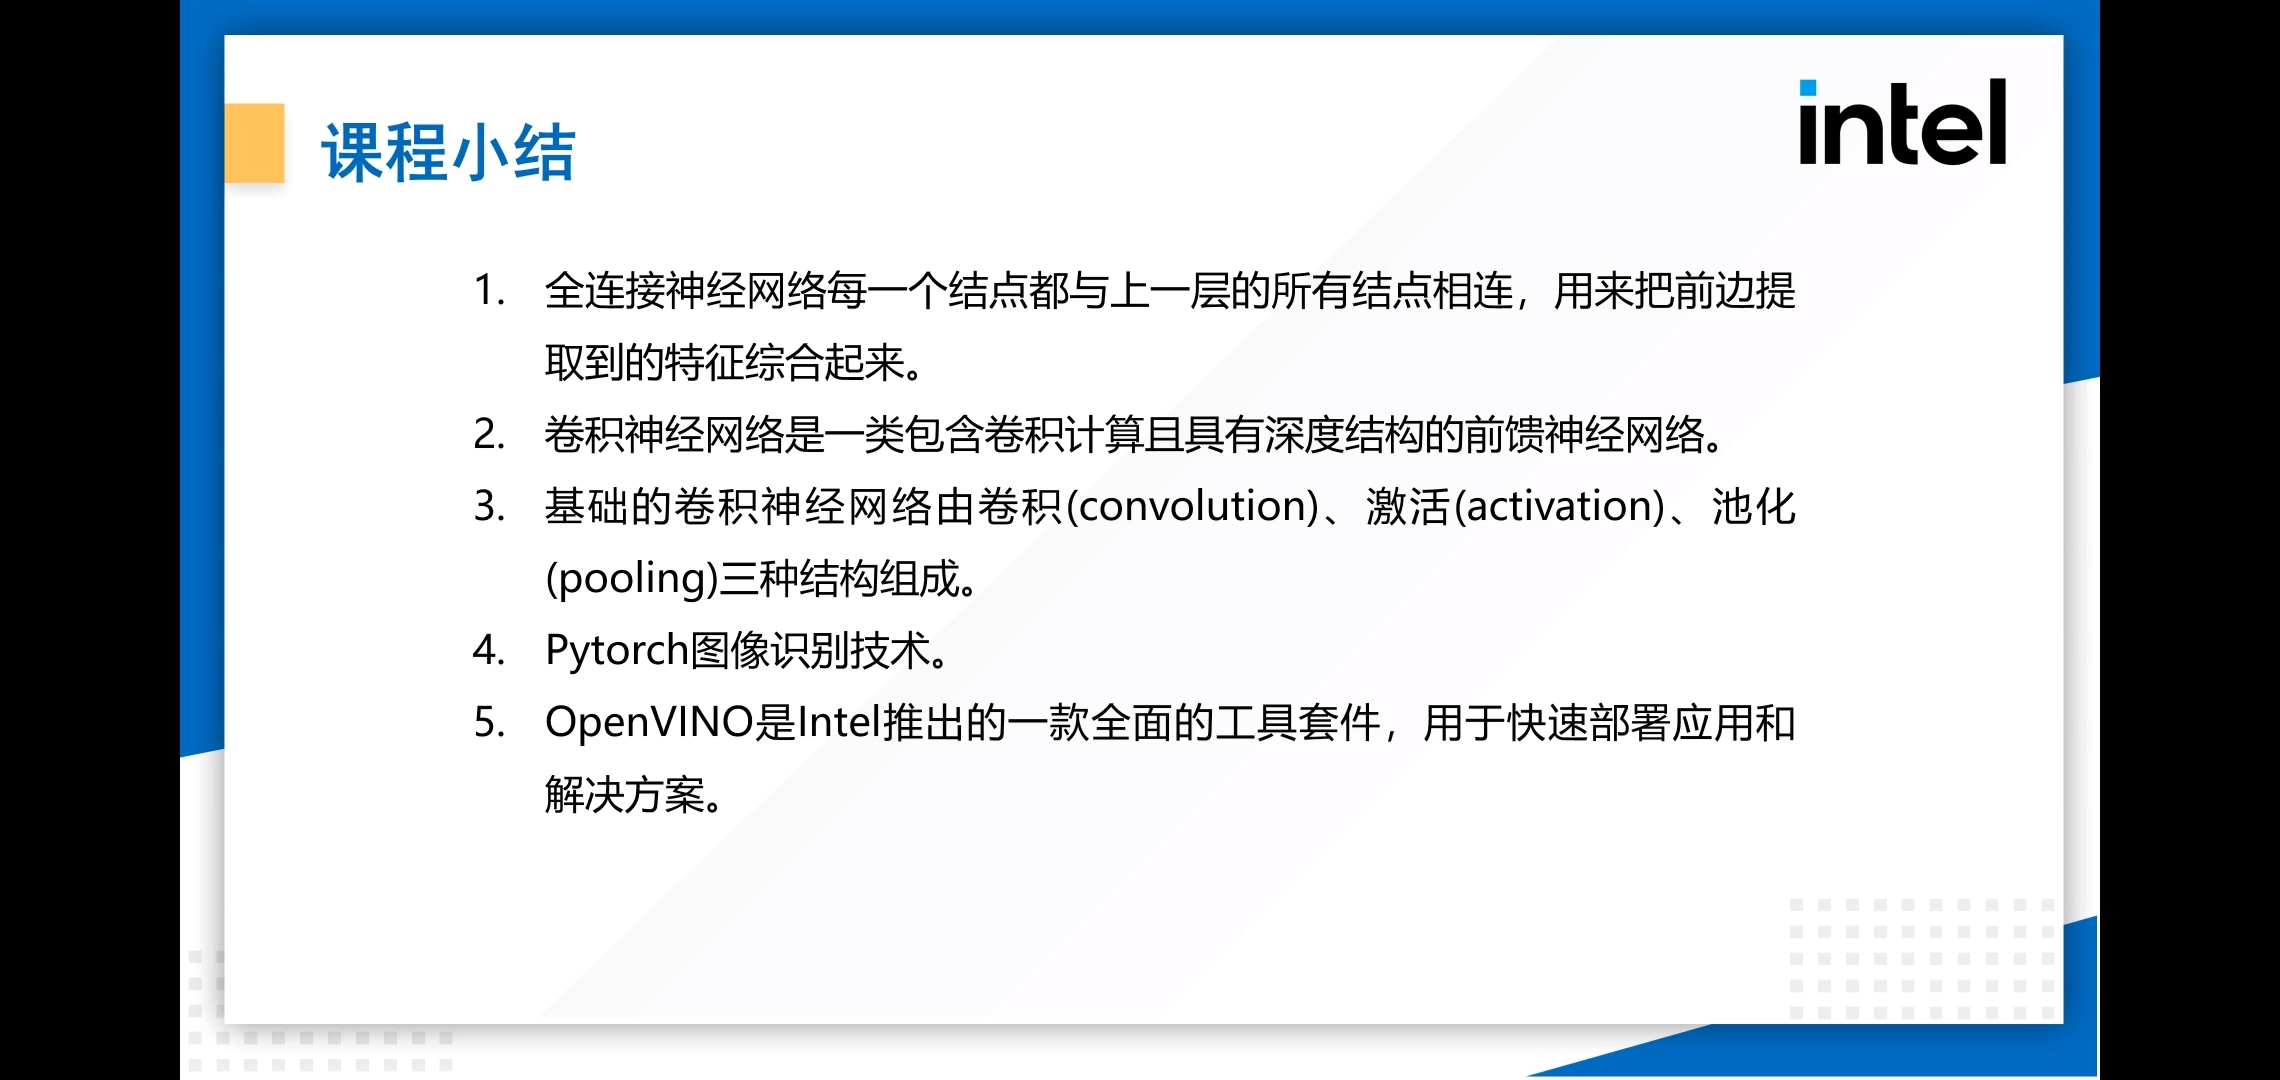 课程小结
intel
1. 全连接神经网络每一个结点都与上一层的所有结点相连，用来把前边提
取到的特征综合起来。
2. 卷积神经网络是一类包含卷积计算且具有深度结构的前馈神经网络。
3. 基础的卷积神经网络由卷积(convolution)、激活(activation)、池化
(pooling)三种结构组成。
4. Pytorch图像识别技术。
5. OpenVINO是Intel推出的一款全面的工具套件，用于快速部署应用和
解决方案。